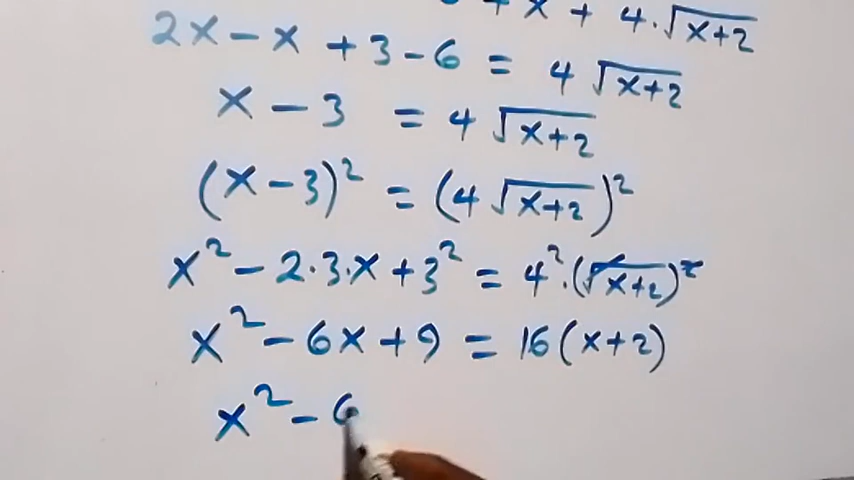 6 + x + 4·√(x+2)
2x − x + 3 − 6 = 4√(x+2)
x − 3 = 4√(x+2)
(x − 3)² = (4√(x+2))²
x² − 2·3·x + 3² = 4²·(√(x+2))²
x² − 6x + 9 = 16(x+2)
x² − 6